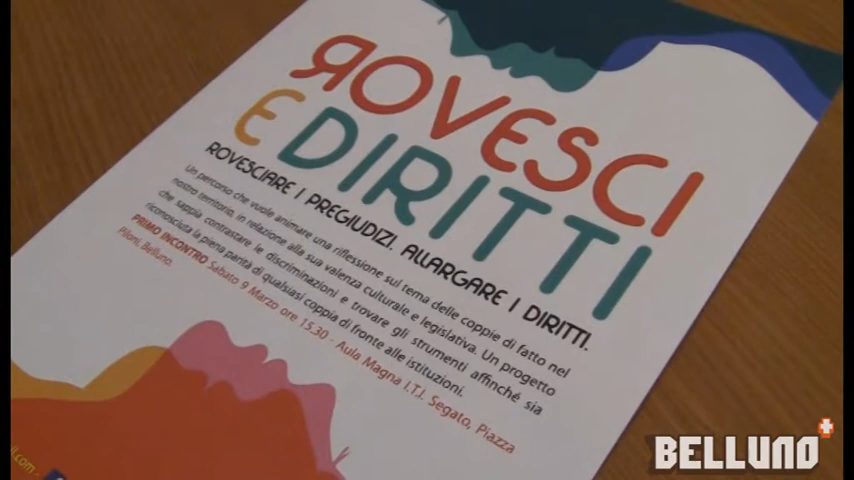 ROVESCI
E DIRITTI
ROVESCIARE I PREGIUDIZI. ALLARGARE I DIRITTI.
Un percorso che vuole animare una riflessione sul tema delle coppie di fatto nel
nostro territorio, in relazione alla sua valenza culturale e legislativa. Un progetto
che sappia contrastare le discriminazioni e trovare gli strumenti affinché sia
riconosciuta la piena parità di qualsiasi coppia di fronte alle istituzioni.
PRIMO INCONTRO Sabato 9 Marzo ore 15.30 - Aula Magna I.T.I. Segato, Piazza
Piloni, Belluno.
il.com -
BELLUNO